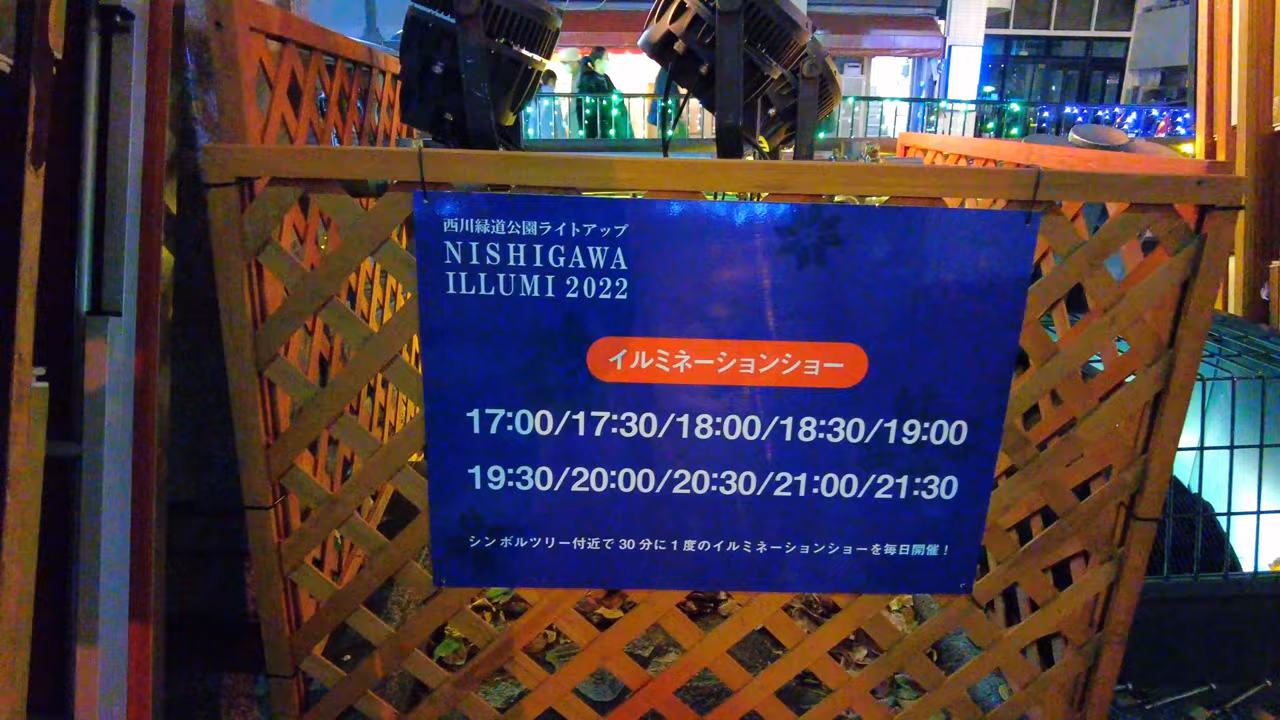 西川緑道公園ライトアップ
NISHIGAWA
ILLUMI 2022
イルミネーションショー
17:00/17:30/18:00/18:30/19:00
19:30/20:00/20:30/21:00/21:30
シンボルツリー付近で30分に1度のイルミネーションショーを毎日開催！